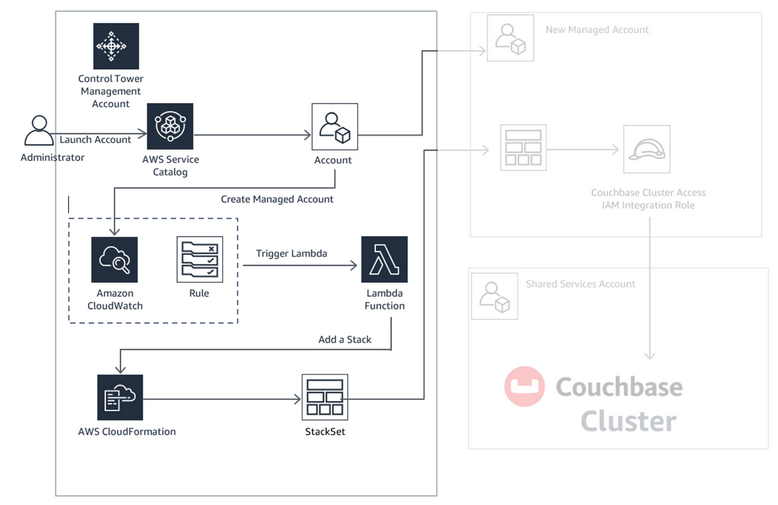 Control Tower
Management
Account
Launch Account
Administrator
AWS Service
Catalog
Account
Create Managed Account
Amazon
CloudWatch
Rule
Trigger Lambda
Lambda
Function
Add a Stack
AWS CloudFormation
StackSet
New Managed Account
Couchbase Cluster Access
IAM Integration Role
Shared Services Account
Couchbase
Cluster